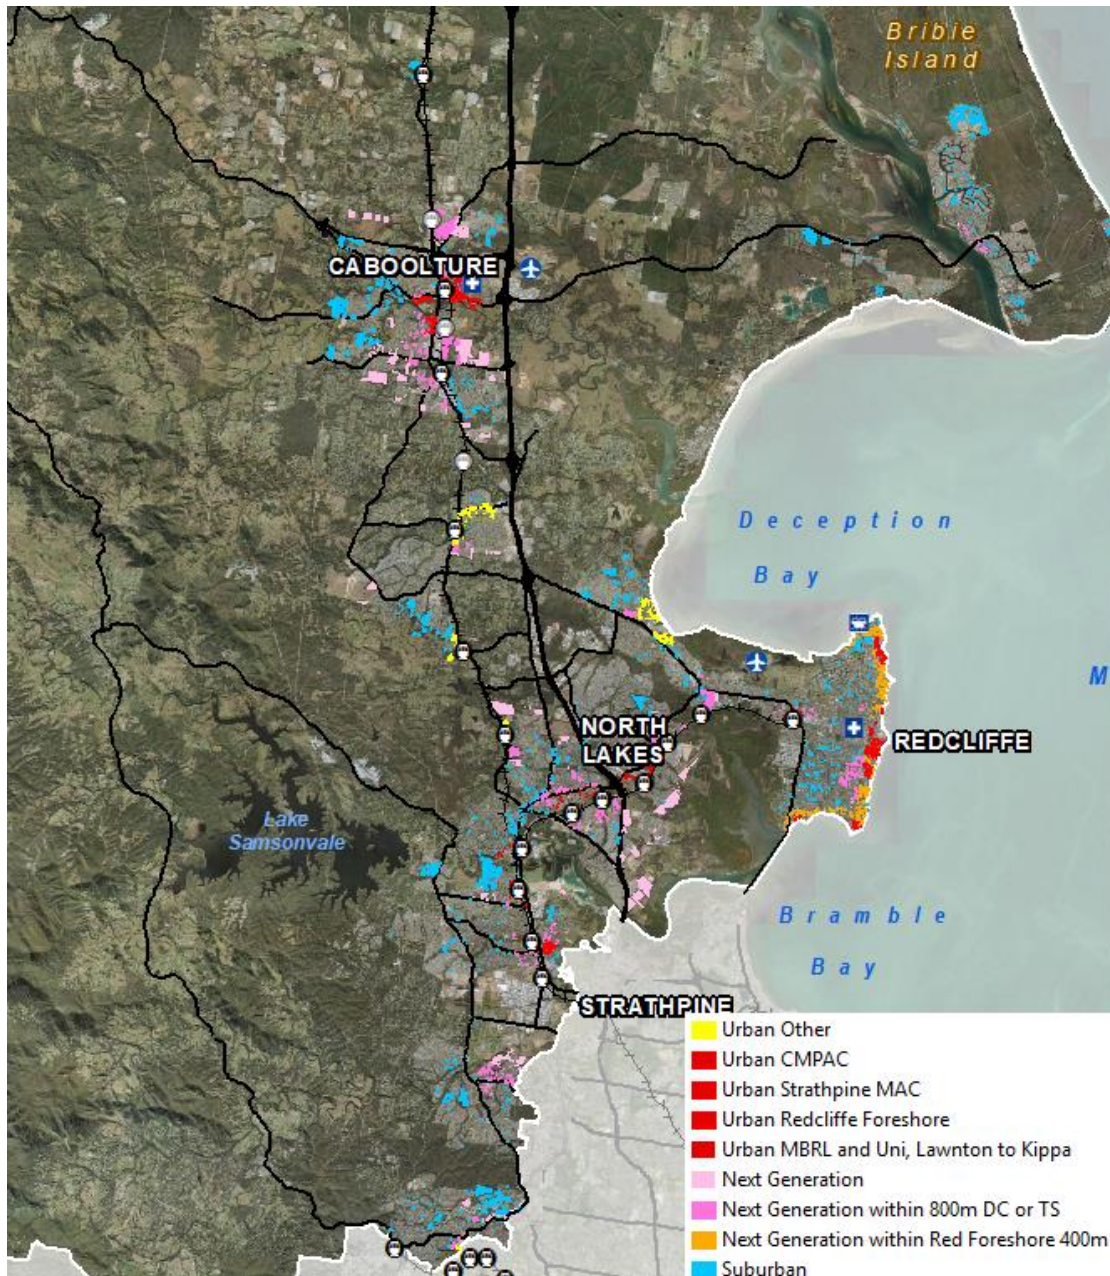 Bribie
Island
CABOOLTURE
Deception
Bay
M
NORTH
LAKES
REDCLIFFE
Lake
Samsonvale
Bramble
Bay
STRATHPINE
Urban Other
Urban CMPAC
Urban Strathpine MAC
Urban Redcliffe Foreshore
Urban MBRL and Uni, Lawnton to Kippa
Next Generation
Next Generation within 800m DC or TS
Next Generation within Red Foreshore 400m
Suburban